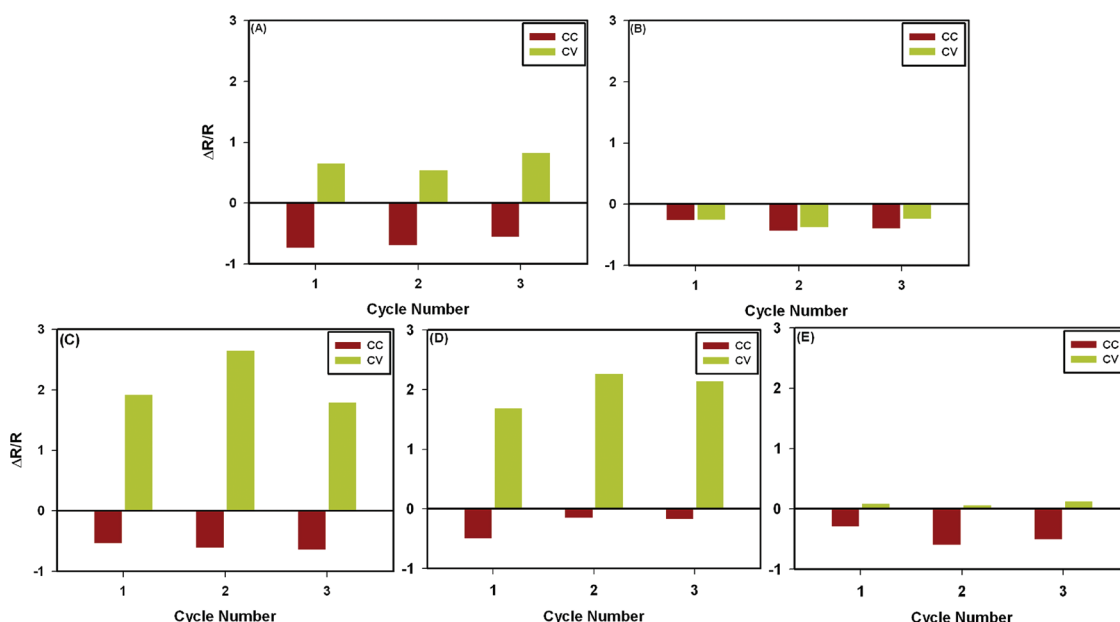 (A)
CC
CV
3
2
1
0
-1
ΔR/R
1 2 3
Cycle Number
(B)
CC
CV
3
2
1
0
-1
1 2 3
Cycle Number
(C)
CC
CV
3
2
1
0
-1
ΔR/R
1 2 3
Cycle Number
(D)
CC
CV
3
2
1
0
-1
1 2 3
Cycle Number
(E)
CC
CV
3
2
1
0
-1
1 2 3
Cycle Number